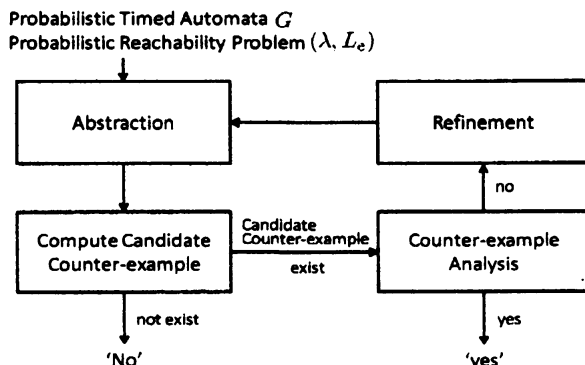 Probabilistic Timed Automata G
Probabilistic Reachability Problem (λ, Lₑ)
Abstraction
Refinement
no
Compute Candidate
Counter-example
Candidate
Counter-example
exist
Counter-example
Analysis
not exist
yes
‘No’
‘yes’